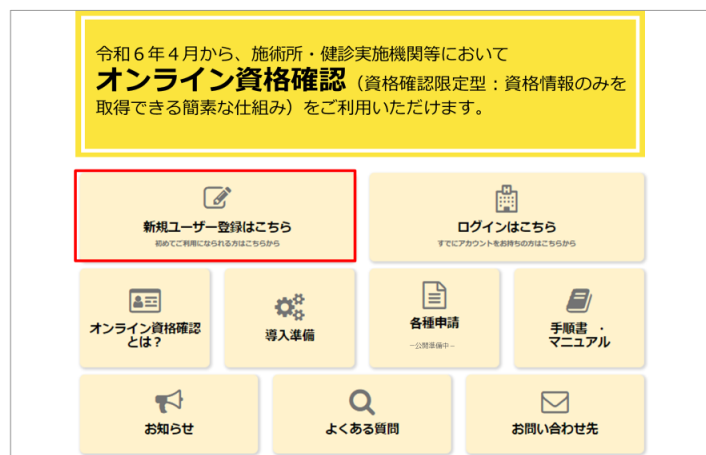 令和６年４月から、施術所・健診実施機関等において
オンライン資格確認（資格確認限定型：資格情報のみを
取得できる簡素な仕組み）をご利用いただけます。
新規ユーザー登録はこちら
初めてご利用になられる方はこちらから
ログインはこちら
すでにアカウントをお持ちの方はこちらから
オンライン資格確認
とは？
導入準備
各種申請
－公開準備中－
手順書 ・
マニュアル
お知らせ
よくある質問
お問い合わせ先